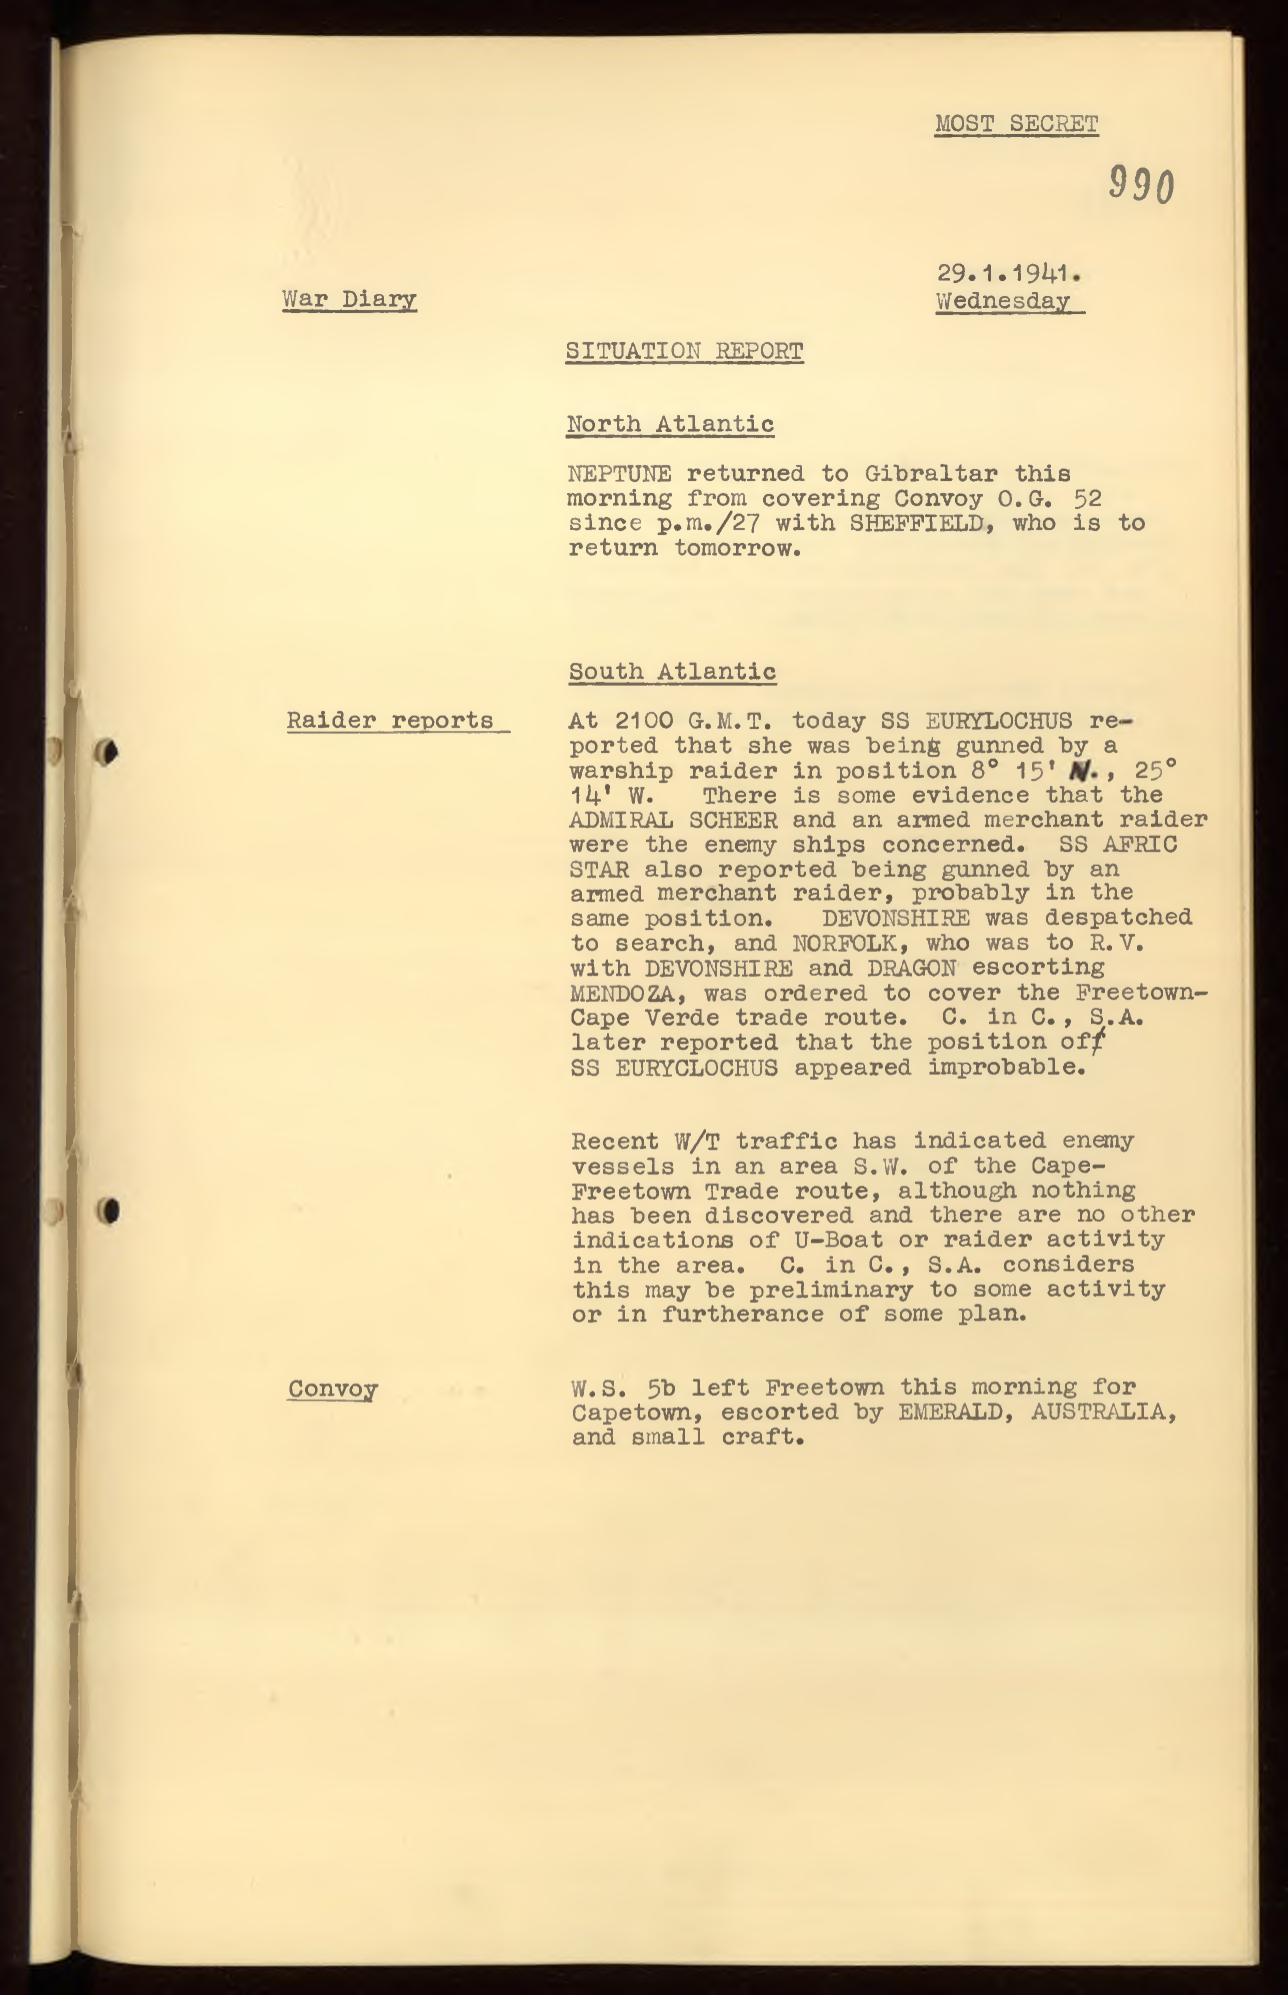 MOST SECRET
990
29.1.1941.
War Diary
Wednesday
SITUATION REPORT
North Atlantic
NEPTUNE returned to Gibraltar this
morning from covering Convoy O.G. 52
since p.m./27 with SHEFFIELD, who is to
return tomorrow.
South Atlantic
Raider reports
At 2100 G.M.T. today SS EURYLOCHUS re-
ported that she was being gunned by a
warship raider in position 8° 15' N., 25°
14' W. There is some evidence that the
ADMIRAL SCHEER and an armed merchant raider
were the enemy ships concerned. SS AFRIC
STAR also reported being gunned by an
armed merchant raider, probably in the
same position. DEVONSHIRE was despatched
to search, and NORFOLK, who was to R.V.
with DEVONSHIRE and DRAGON escorting
MENDOZA, was ordered to cover the Freetown-
Cape Verde trade route. C. in C., S.A.
later reported that the position of
SS EURYCLOCHUS appeared improbable.
Recent W/T traffic has indicated enemy
vessels in an area S.W. of the Cape-
Freetown Trade route, although nothing
has been discovered and there are no other
indications of U-Boat or raider activity
in the area. C. in C., S.A. considers
this may be preliminary to some activity
or in furtherance of some plan.
Convoy
W.S. 5b left Freetown this morning for
Capetown, escorted by EMERALD, AUSTRALIA,
and small craft.